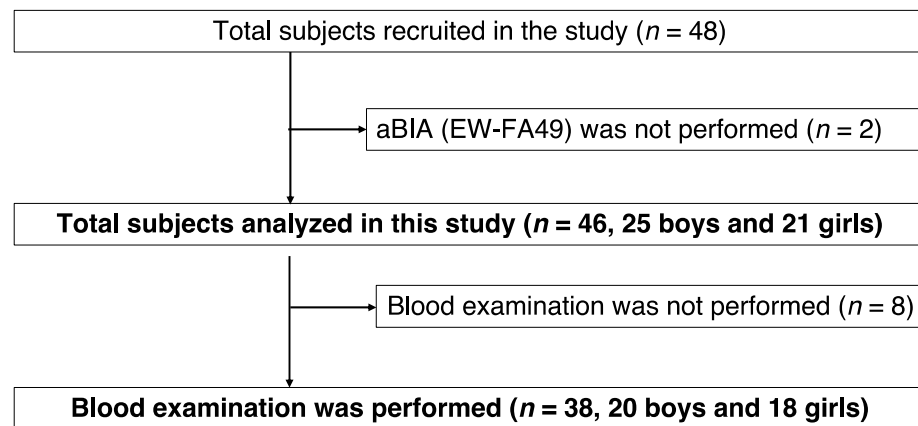 Total subjects recruited in the study (n = 48)
aBIA (EW-FA49) was not performed (n = 2)
Total subjects analyzed in this study (n = 46, 25 boys and 21 girls)
Blood examination was not performed (n = 8)
Blood examination was performed (n = 38, 20 boys and 18 girls)